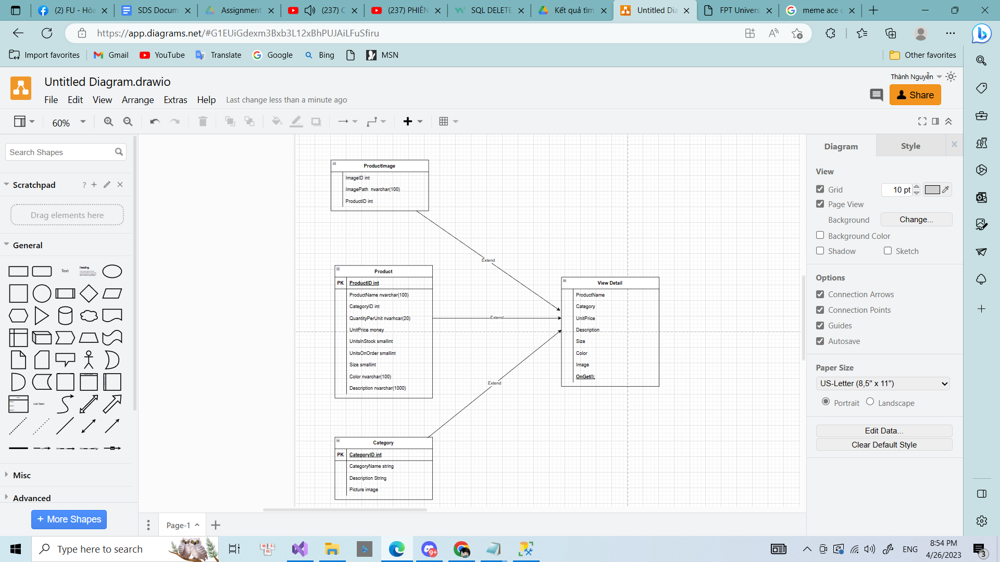 (2) FU - Hòa
SDS Docum
Assignment
(237) C
(237) PHIÊN
SQL DELETE
Kết quả tìm
Untitled Dia
FPT Univers
meme ace c
https://app.diagrams.net/#G1EUiGdexm3Bxb3L12xBhPUJAiLFuSfiru
Import favorites
Gmail
YouTube
Translate
Google
Bing
MSN
Other favorites
Untitled Diagram.drawio
Thành Nguyễn
File Edit View Arrange Extras Help Last change less than a minute ago
Share
60%
Search Shapes
Scratchpad
?
Drag elements here
General
Text
Heading
List Item
Misc
Advanced
+ More Shapes
ProductImage
ImageID int
ImagePath nvarchar(100)
ProductID int
Extend
Product
PK ProductID int
ProductName nvarchar(100)
CategoryID int
QuantityPerUnit nvarhcar(20)
UnitPrice money
UnitsInStock smallint
UnitsOnOrder smallint
Size smallint
Color nvarchar(100)
Description nvarchar(1000)
Extend
View Detail
ProductName
Category
UnitPrice
Description
Size
Color
Image
OnGet();
Extend
Category
PK CategoryID int
CategoryName string
Description String
Picture image
Page-1
Diagram
Style
View
Grid
10 pt
Page View
Background
Change...
Background Color
Shadow
Sketch
Options
Connection Arrows
Connection Points
Guides
Autosave
Paper Size
US-Letter (8,5" x 11")
Portrait
Landscape
Edit Data...
Clear Default Style
Type here to search
9+
ENG
8:54 PM
4/26/2023
3